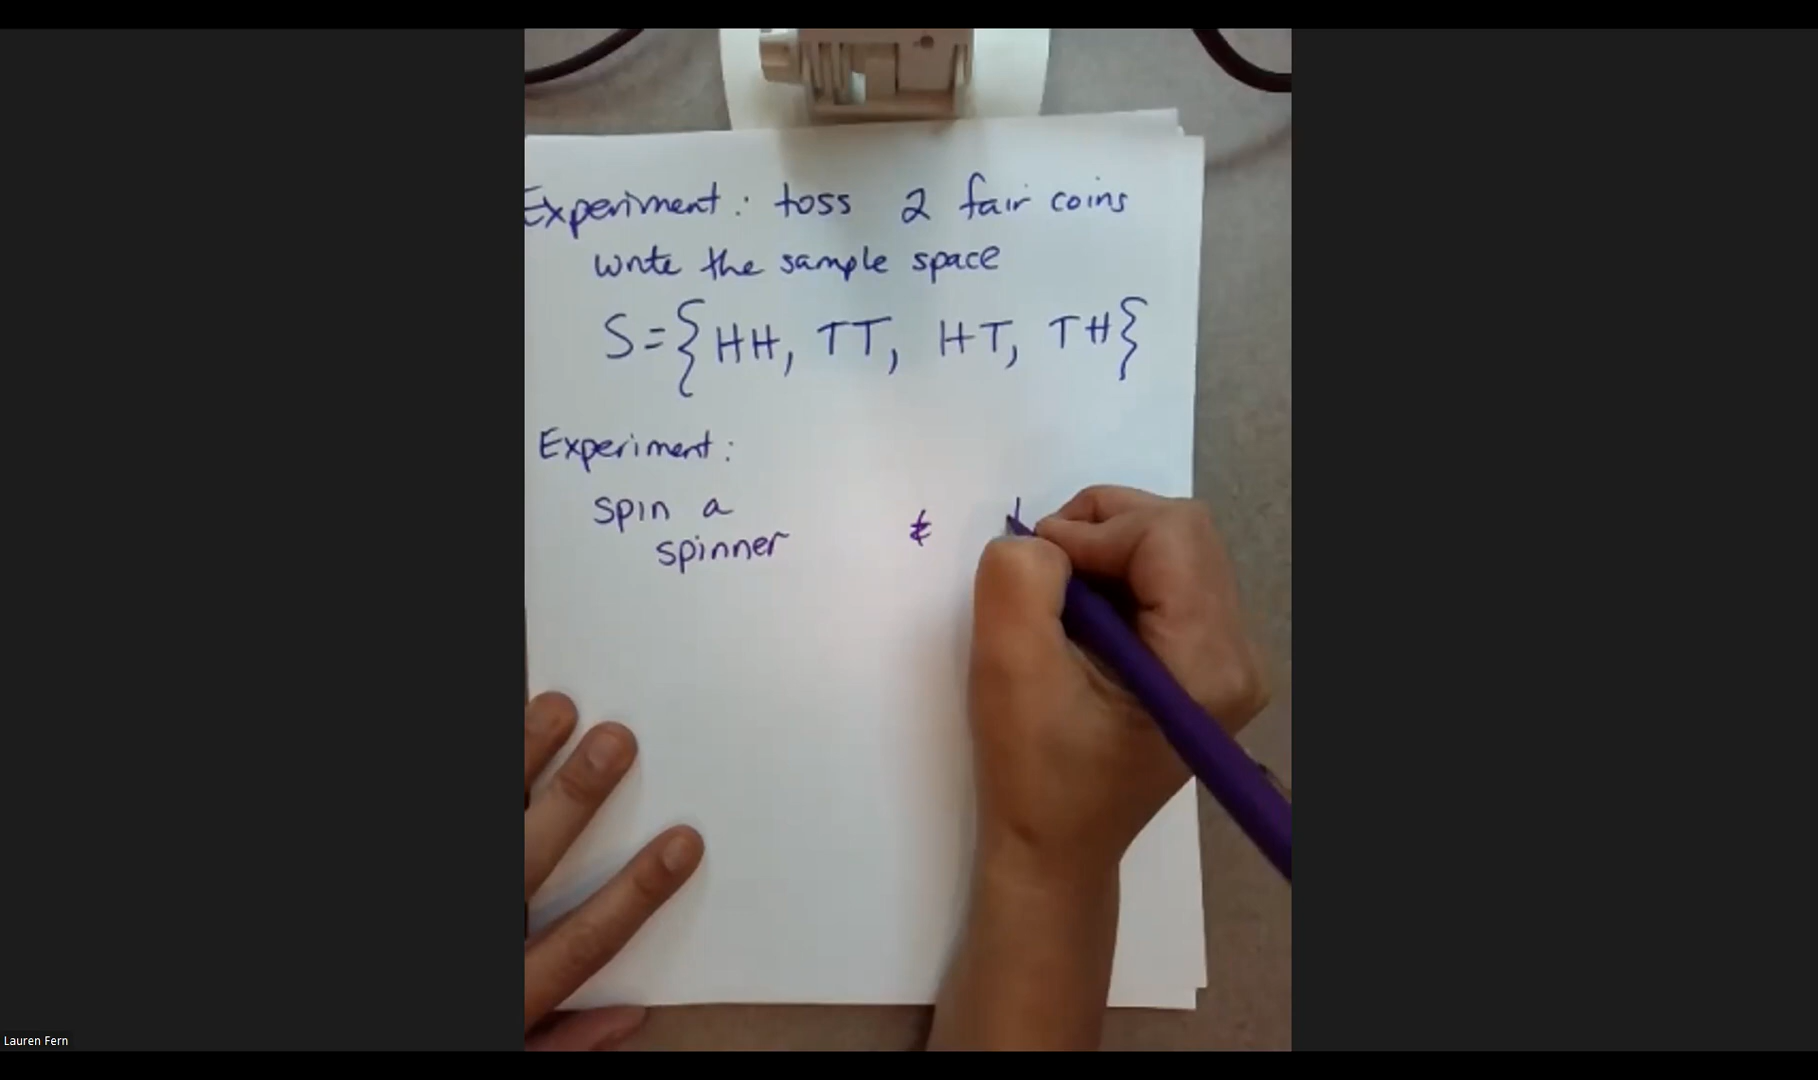 Experiment: toss 2 fair coins
write the sample space
S={HH, TT, HT, TH}
Experiment:
spin a
spinner &
Lauren Fern